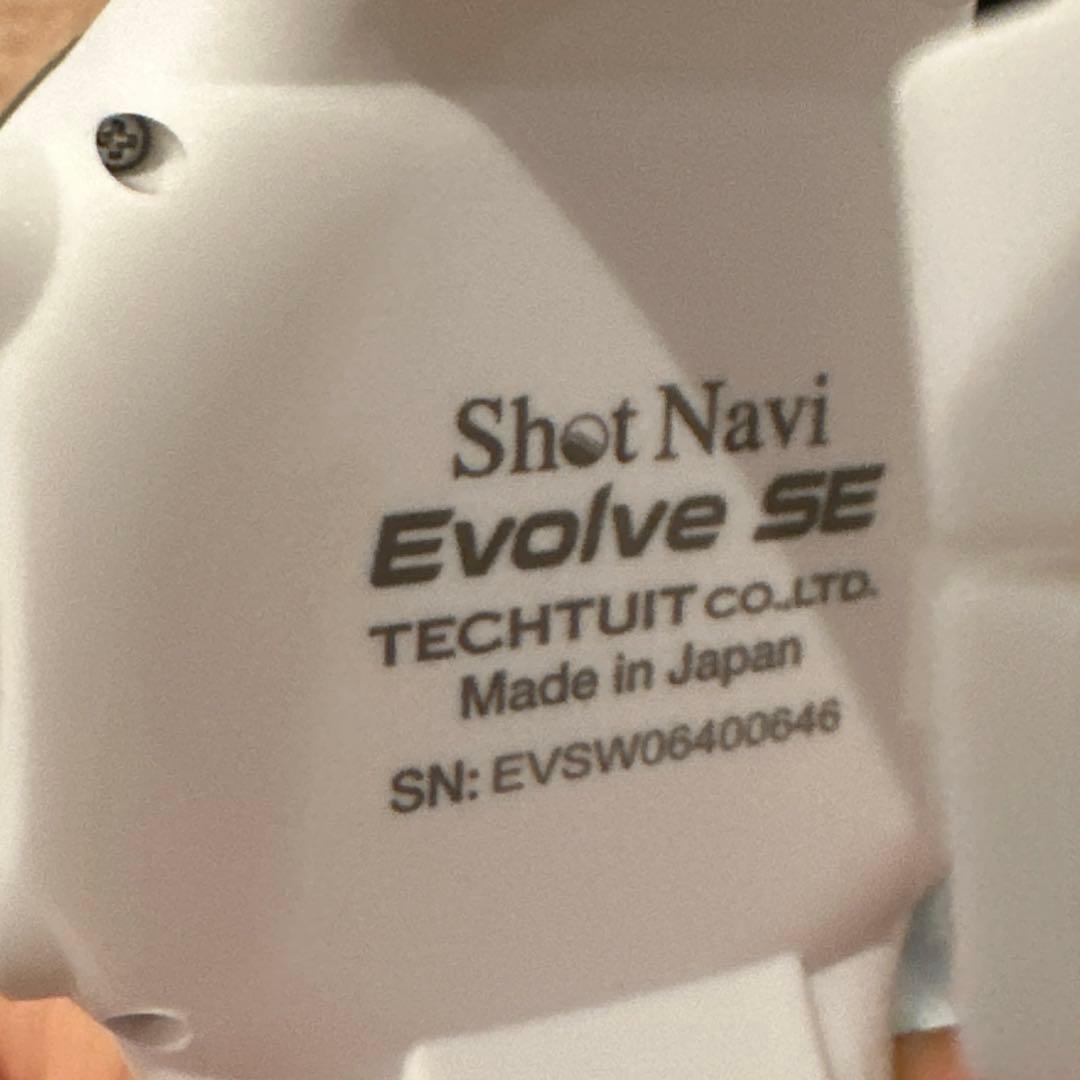 Shot Navi
Evolve SE
TECHTUIT CO.,LTD.
Made in Japan
SN: EVSW06400646